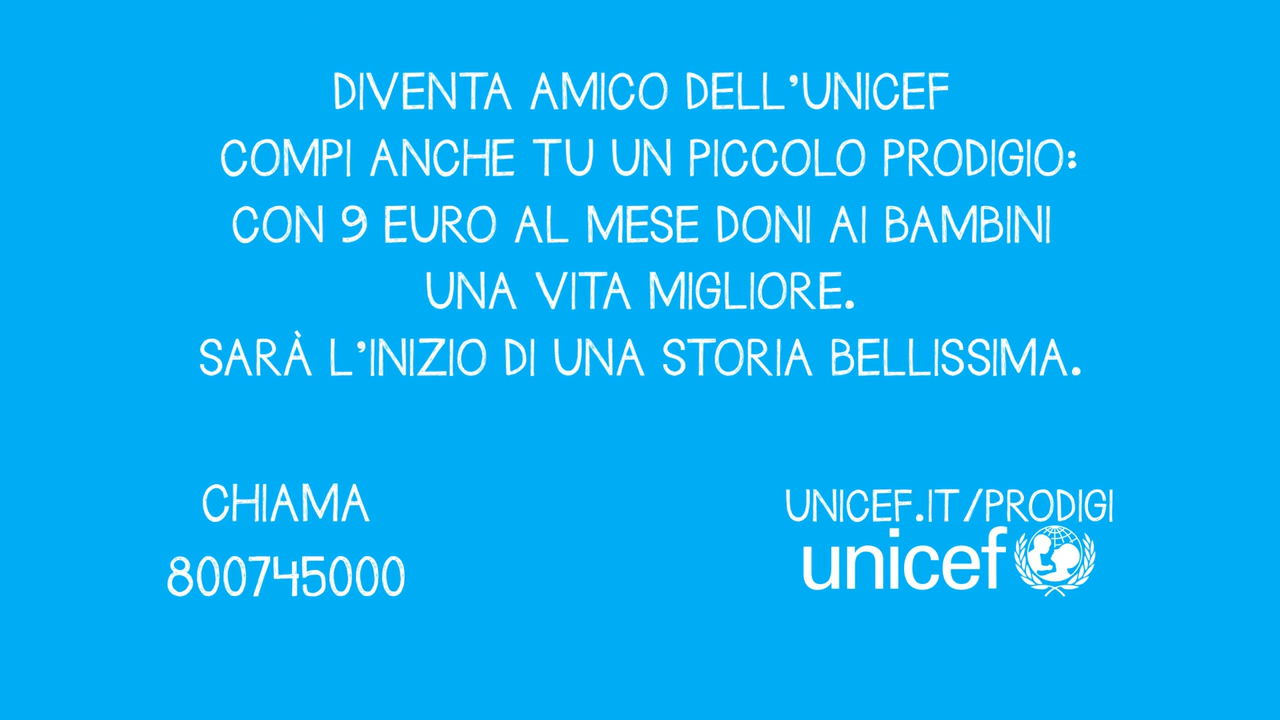 DIVENTA AMICO DELL'UNICEF
COMPI ANCHE TU UN PICCOLO PRODIGIO:
CON 9 EURO AL MESE DONI AI BAMBINI
UNA VITA MIGLIORE.
SARÀ L'INIZIO DI UNA STORIA BELLISSIMA.
CHIAMA
800745000
UNICEF.IT/PRODIGI
unicef